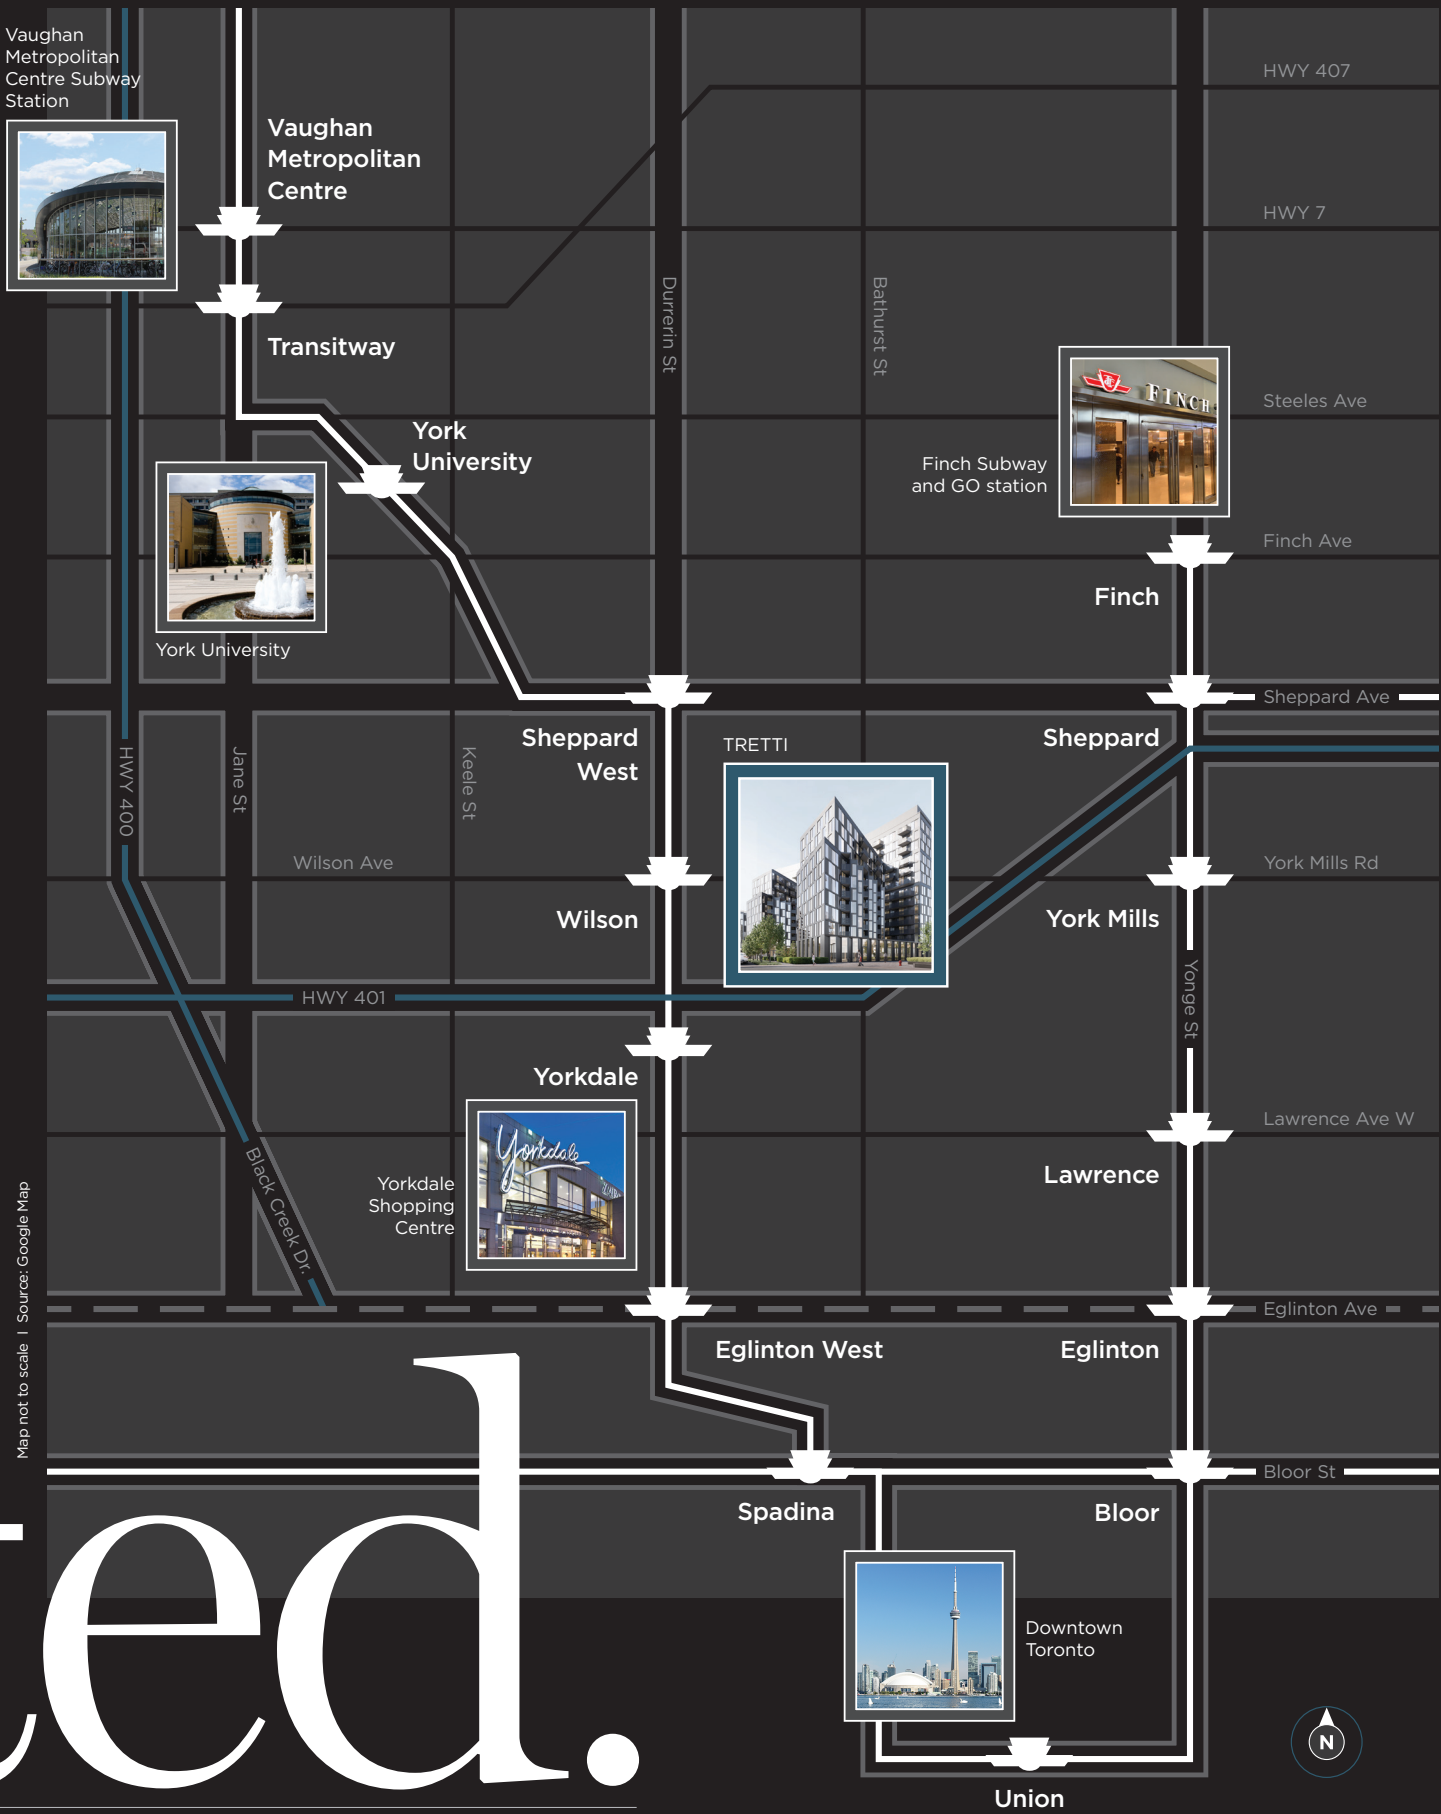 Vaughan
Metropolitan
Centre Subway
Station
HWY 407
Vaughan
Metropolitan
Centre
HWY 7
Durrerin St
Bathurst St
Transitway
FINCH
Steeles Ave
York
University
Finch Subway
and GO station
Finch Ave
Finch
York University
Sheppard Ave
Sheppard
West
TRETTI
Sheppard
HWY 400
Jane St
Keele St
Wilson Ave
York Mills Rd
Wilson
York Mills
Yonge St
HWY 401
Yorkdale
Lawrence Ave W
Yorkdale
Black Creek Dr.
Yorkdale
Shopping
Centre
Lawrence
Map not to scale I Source: Google Map
Eglinton Ave
Eglinton West
Eglinton
Bloor St
Spadina
Bloor
ted.
Downtown
Toronto
N
Union